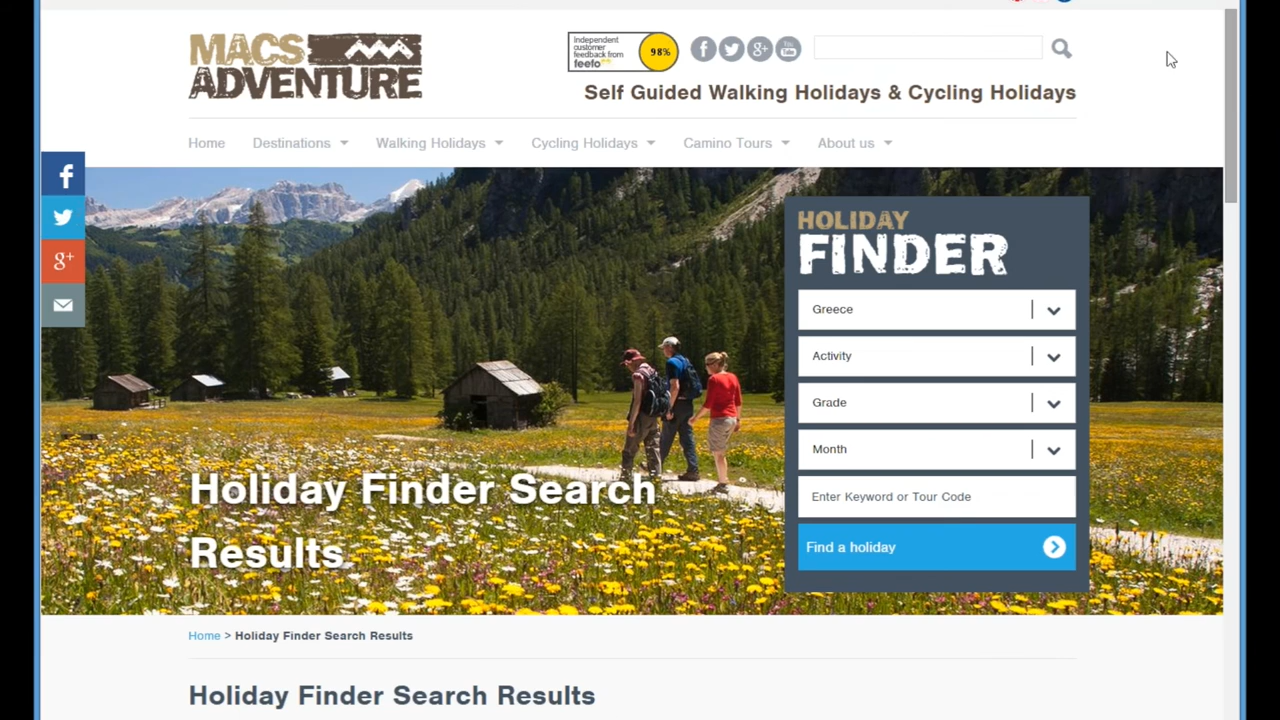 MACS
ADVENTURE
Independent
customer
feedback from
feefo
98%
You
Tube
Self Guided Walking Holidays & Cycling Holidays
Home
Destinations
Walking Holidays
Cycling Holidays
Camino Tours
About us
HOLIDAY
FINDER
Greece
Activity
Grade
Month
Enter Keyword or Tour Code
Find a holiday
Holiday Finder Search
Results
Home > Holiday Finder Search Results
Holiday Finder Search Results